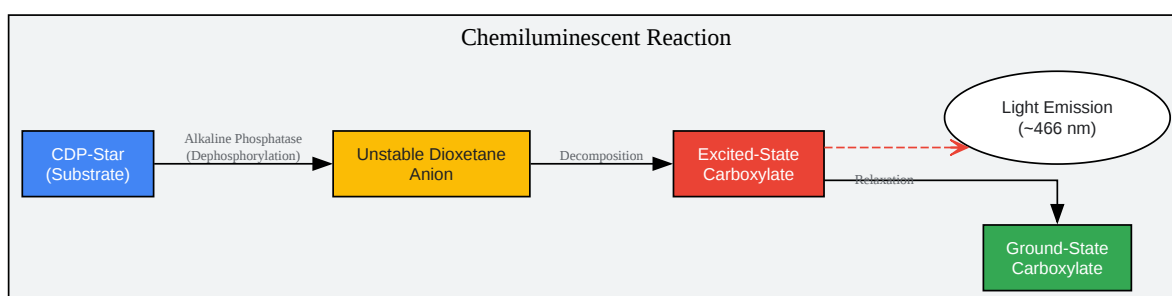 Chemiluminescent Reaction
CDP-Star
(Substrate)
Alkaline Phosphatase
(Dephosphorylation)
Unstable Dioxetane
Anion
Decomposition
Excited-State
Carboxylate
Light Emission
(~466 nm)
Relaxation
Ground-State
Carboxylate